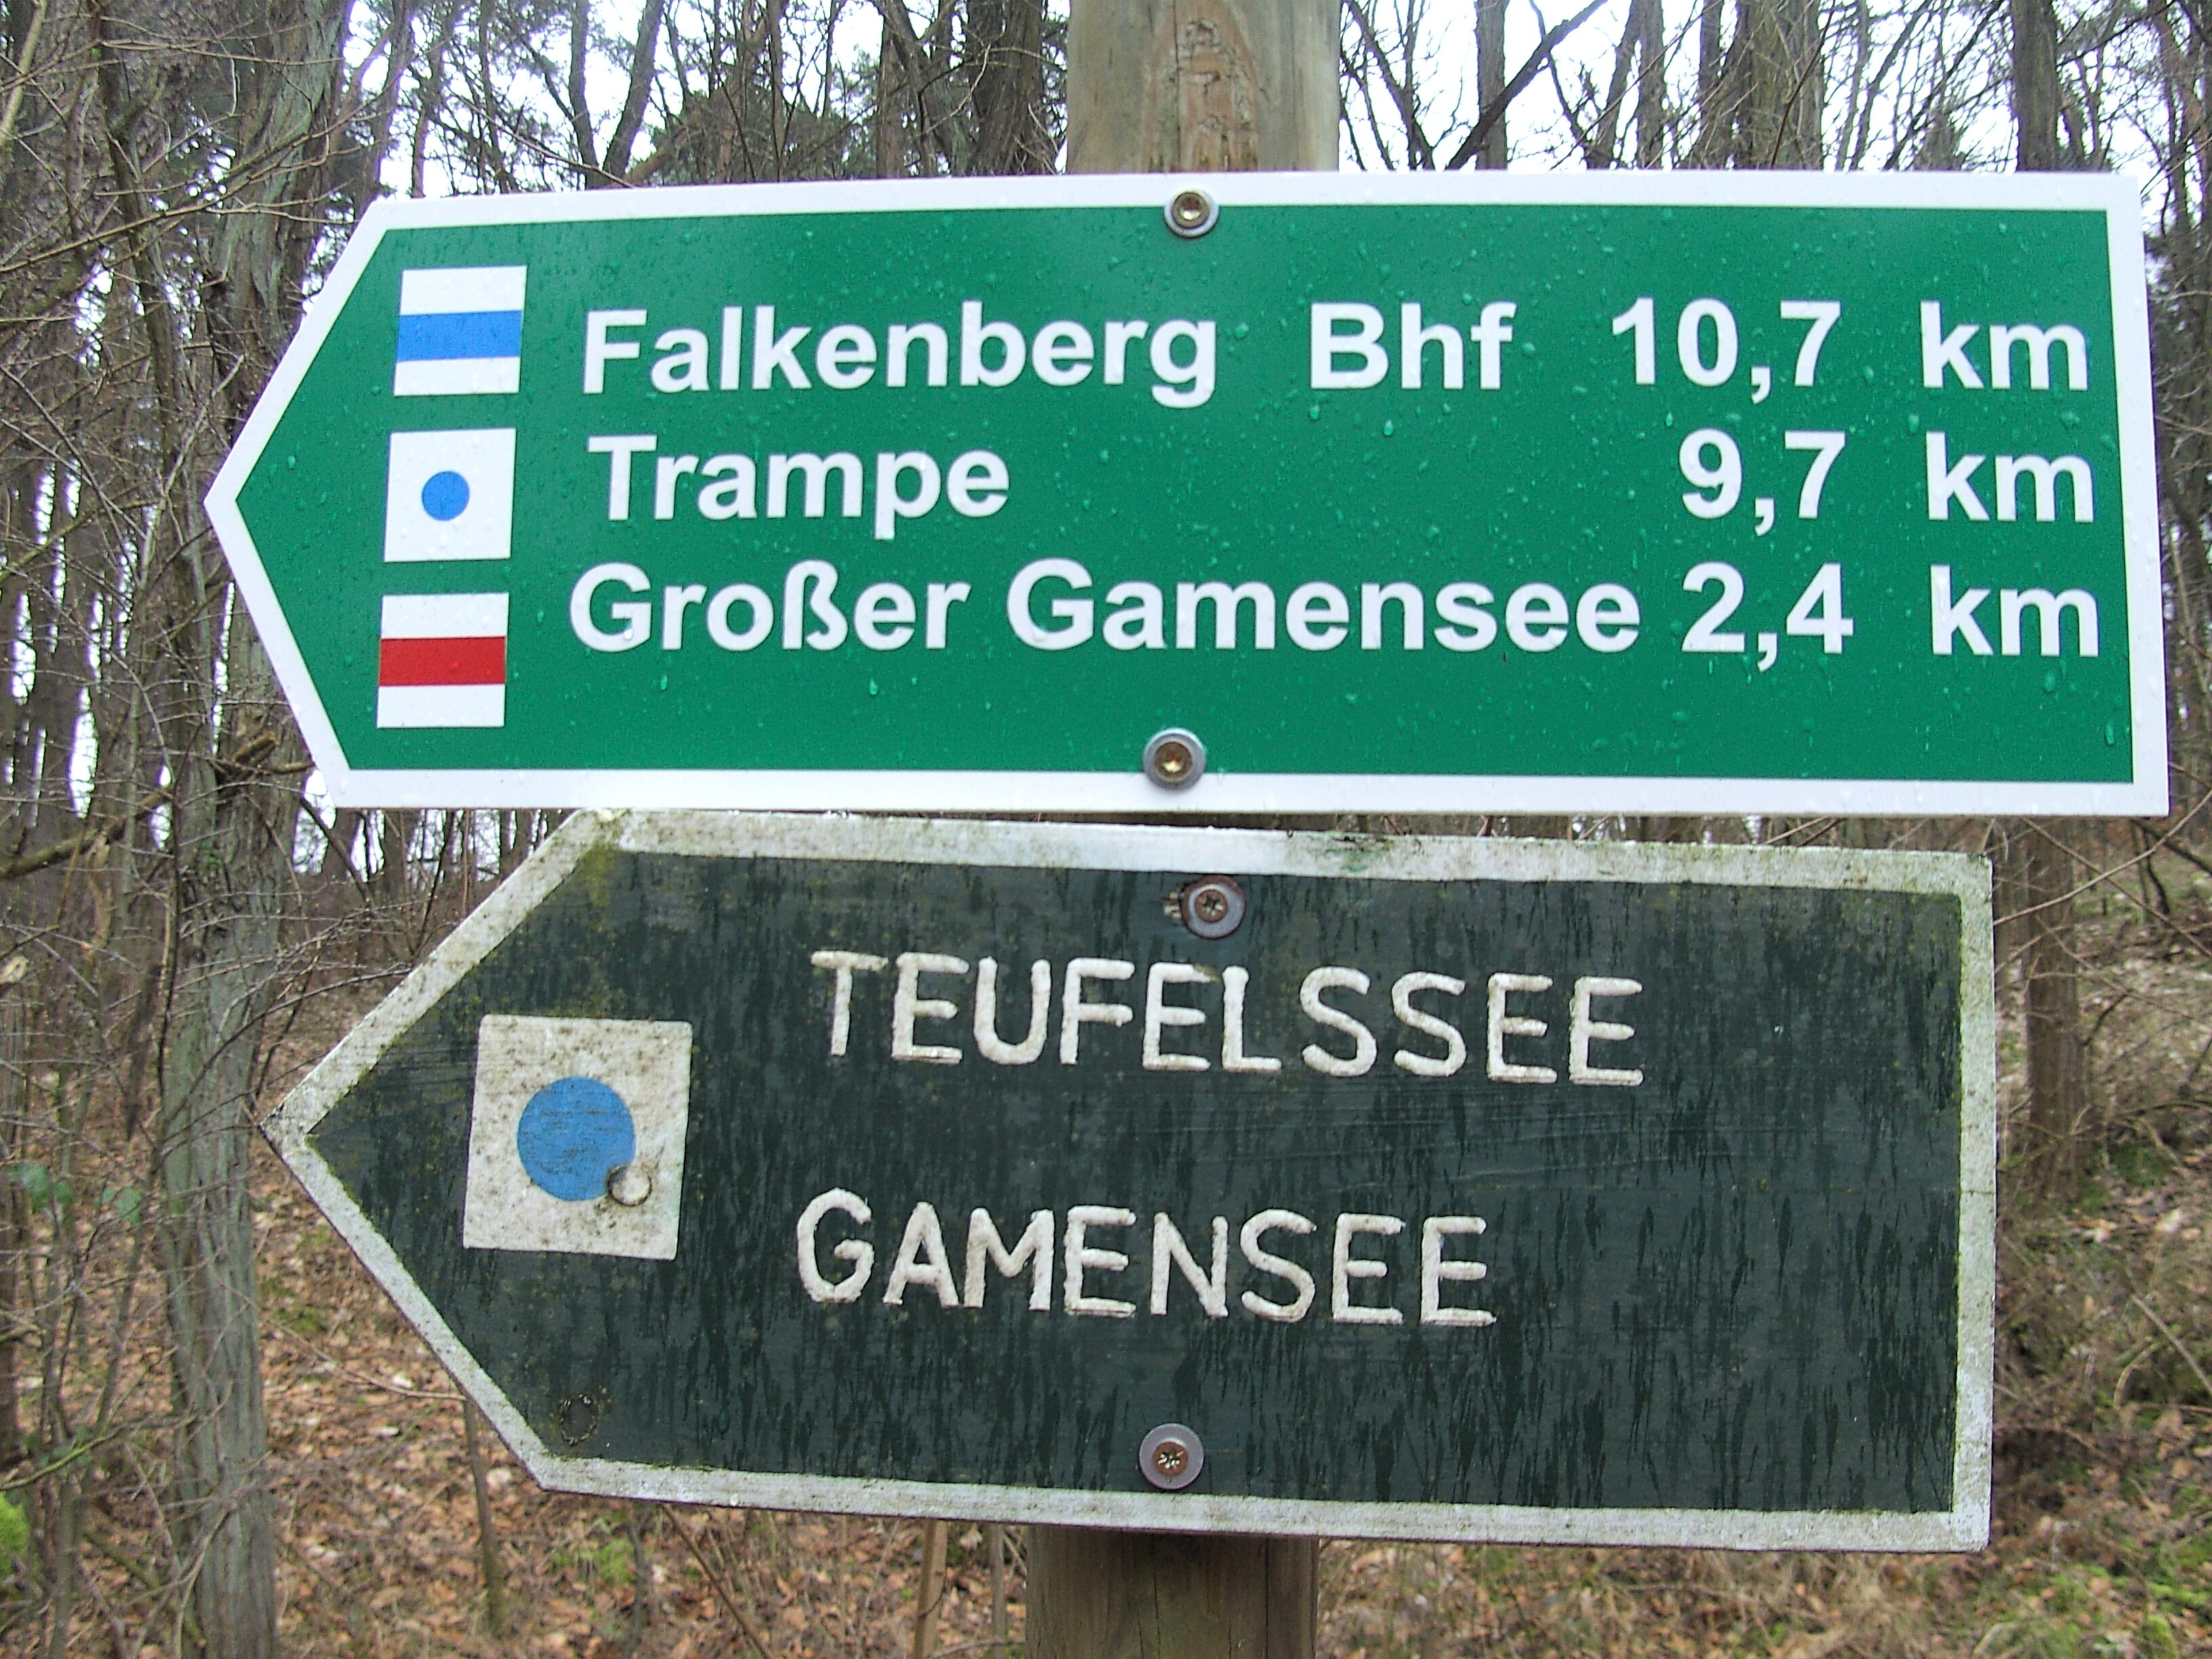 Falkenberg Bhf 10,7 km
Trampe 9,7 km
Großer Gamensee 2,4 km
TEUFELSSEE
GAMENSEE